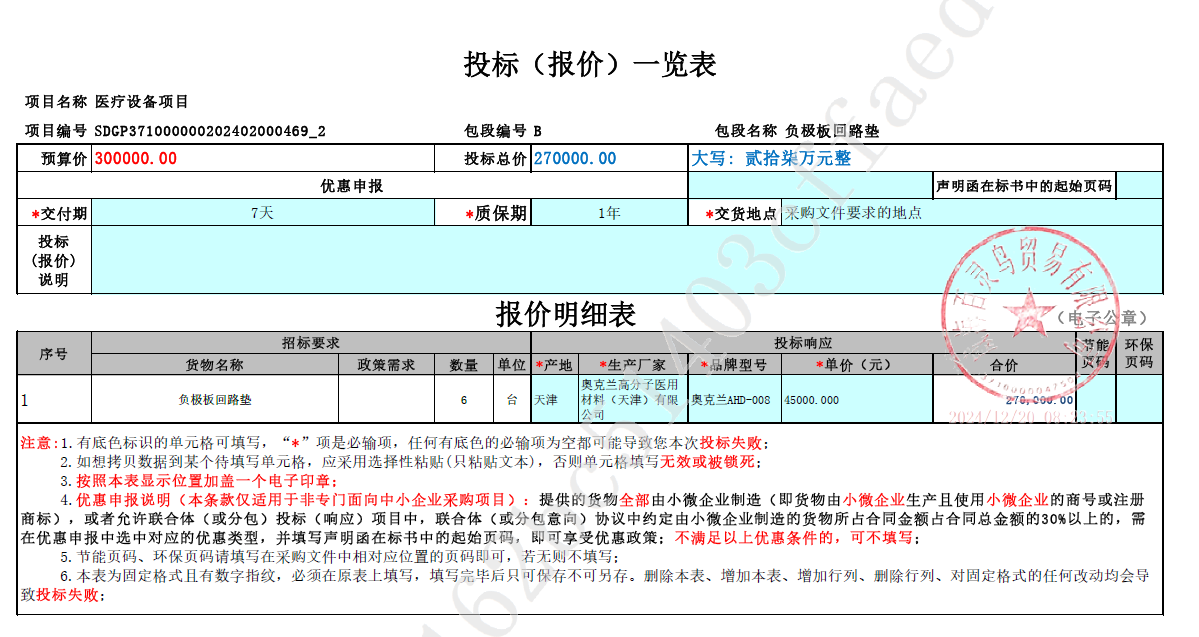 投标（报价）一览表
项目名称 医疗设备项目
项目编号 SDGP371000000202402000469_2 包段编号 B 包段名称 负极板回路垫
预算价 300000.00 投标总价 270000.00 大写: 贰拾柒万元整
优惠申报 声明函在标书中的起始页码
*交付期 7天 *质保期 1年 *交货地点 采购文件要求的地点
投标
（报价）
说明
报价明细表
（电子公章）
序号 招标要求 投标响应 节能页码 环保页码
货物名称 政策需求 数量 单位 *产地 *生产厂家 *品牌型号 *单价（元） 合价
1 负极板回路垫 6 台 天津 奥克兰高分子医用材料（天津）有限公司 奥克兰AHD-008 45000.000 270,000.00
2024/12/20 08:23:55
注意:1.有底色标识的单元格可填写，“*”项是必输项，任何有底色的必输项为空都可能导致您本次投标失败;
2.如想拷贝数据到某个待填写单元格，应采用选择性粘贴(只粘贴文本)，否则单元格填写无效或被锁死;
3.按照本表显示位置加盖一个电子印章;
4.优惠申报说明（本条款仅适用于非专门面向中小企业采购项目）: 提供的货物全部由小微企业制造（即货物由小微企业生产且使用小微企业的商号或注册
商标），或者允许联合体（或分包）投标（响应）项目中，联合体（或分包意向）协议中约定由小微企业制造的货物所占合同金额占合同总金额的30%以上的，需
在优惠申报中选中对应的优惠类型，并填写声明函在标书中的起始页码，即可享受优惠政策; 不满足以上优惠条件的，可不填写;
5.节能页码、环保页码请填写在采购文件中相对应位置的页码即可，若无则不填写;
6.本表为固定格式且有数字指纹，必须在原表上填写，填写完毕后只可保存不可另存。删除本表、增加本表、增加行列、删除行列、对固定格式的任何改动均会导
致投标失败;